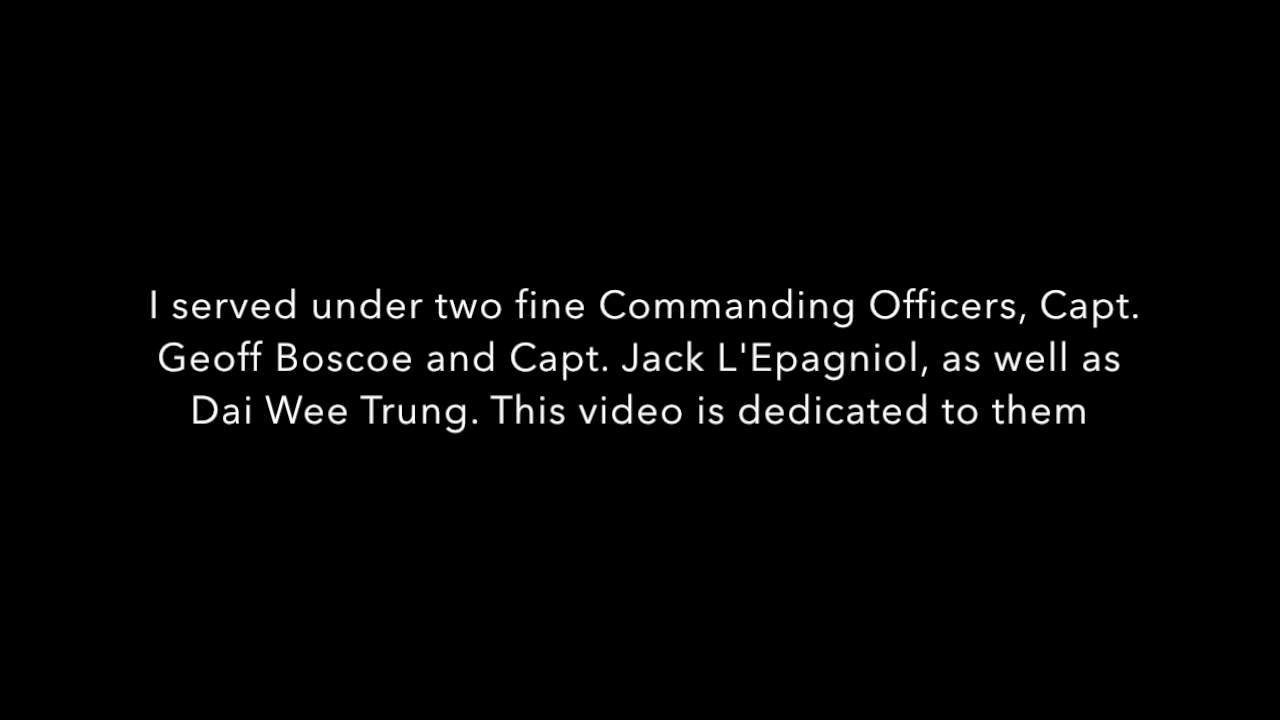 I served under two fine Commanding Officers, Capt.
Geoff Boscoe and Capt. Jack L'Epagniol, as well as
Dai Wee Trung. This video is dedicated to them